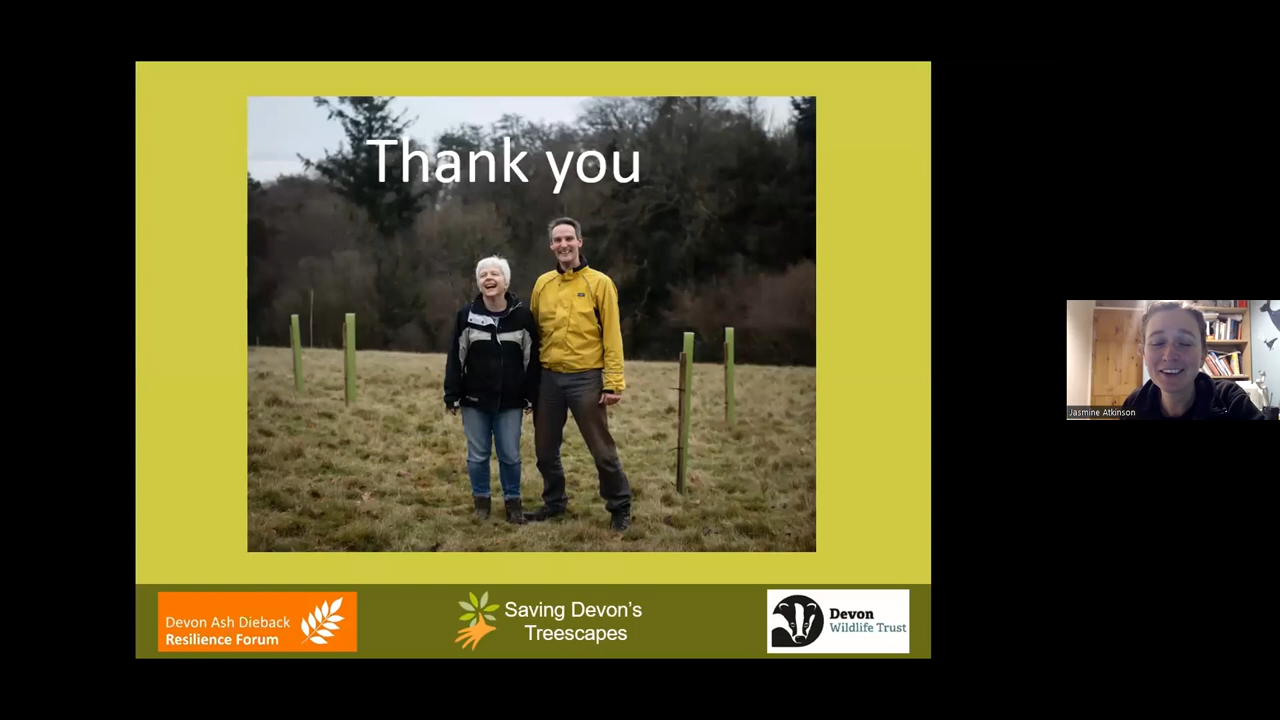 Thank you
Jasmine Atkinson
Devon Ash Dieback
Resilience Forum
Saving Devon's
Treescapes
Devon
Wildlife Trust